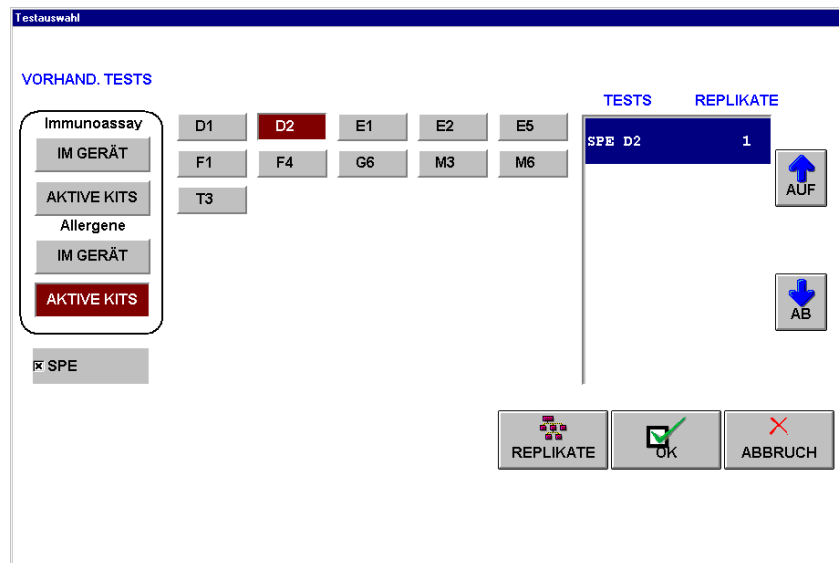 Testauswahl
VORHAND. TESTS
TESTS REPLIKATE
Immunoassay
IM GERÄT
AKTIVE KITS
Allergene
IM GERÄT
AKTIVE KITS
SPE
D1 D2 E1 E2 E5
F1 F4 G6 M3 M6
T3
SPE D2 1
AUF
AB
REPLIKATE
OK
ABBRUCH